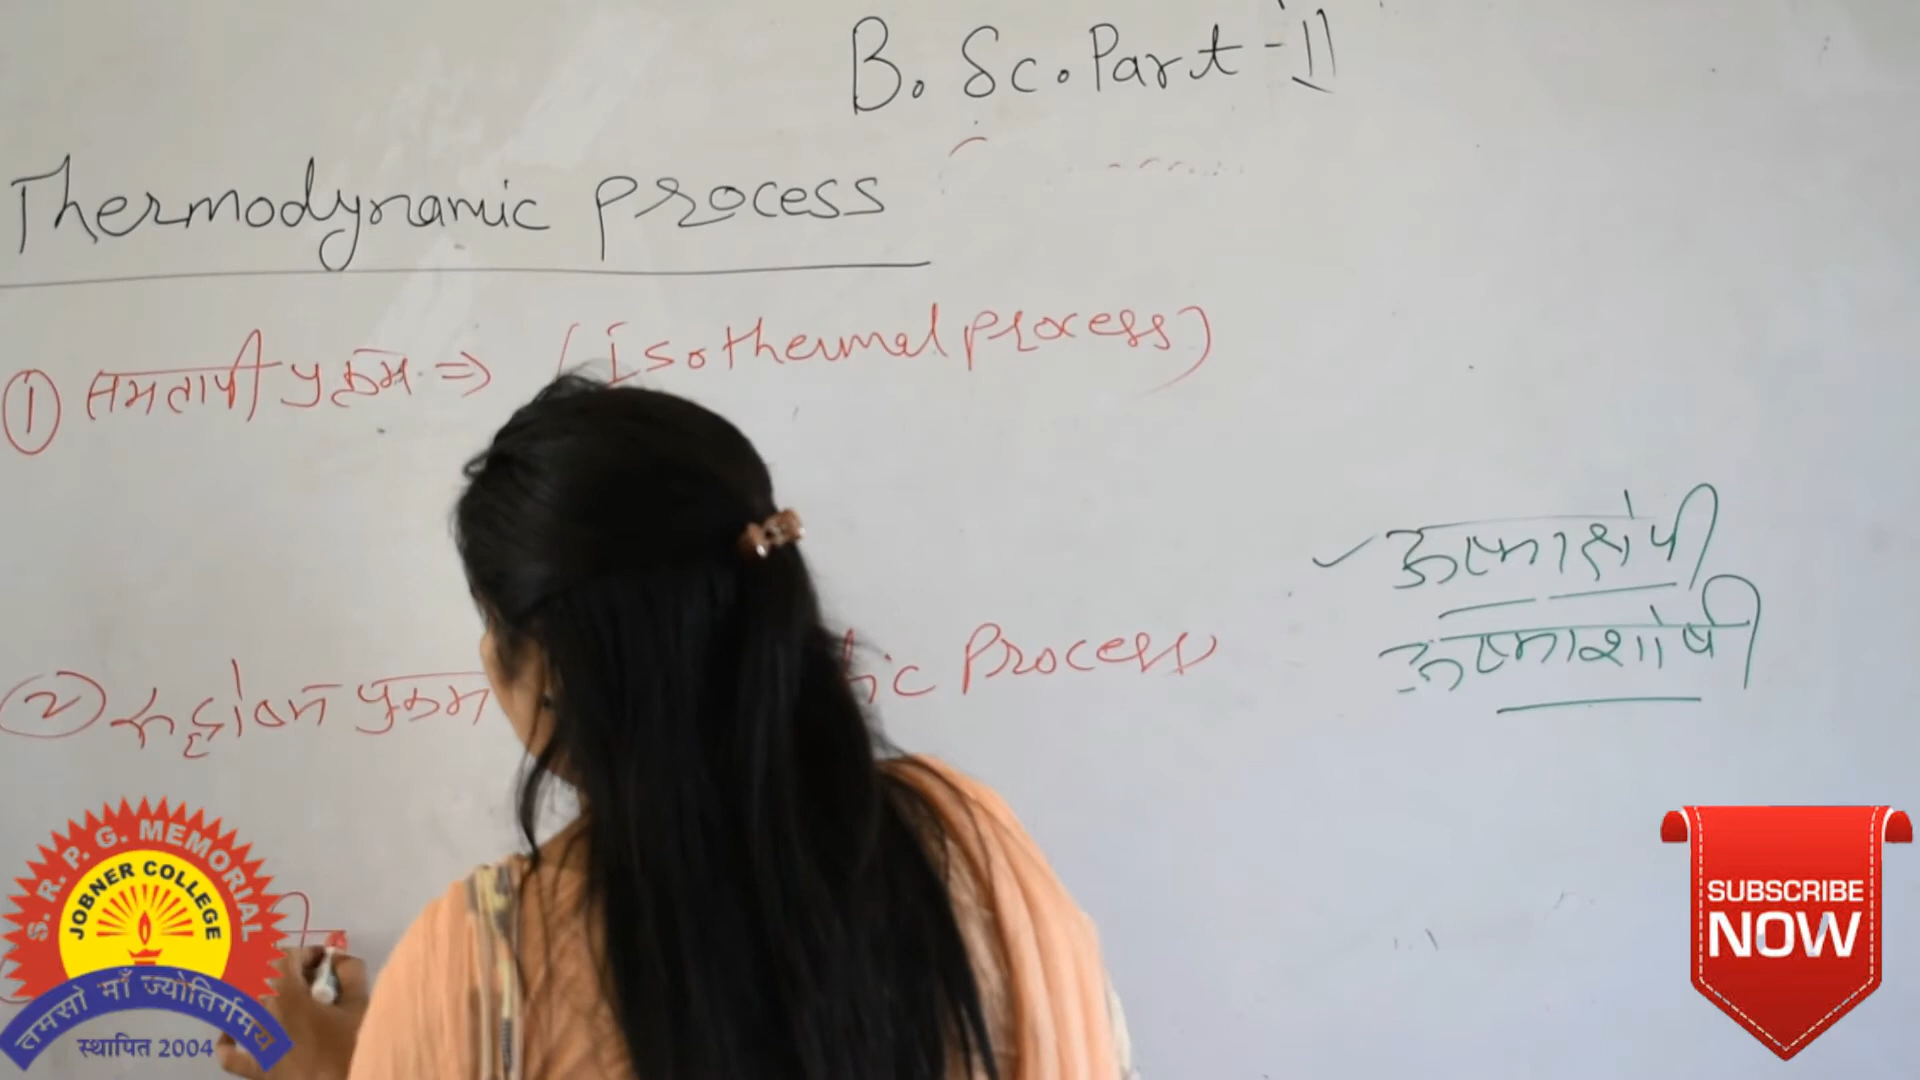 B. Sc. Part - II
Thermodynamic process
① समतापी प्रक्रम ⇒ (Isothermal process)
② रूद्धोष्म प्रक्रम ic Process
ऊष्माक्षेपी
ऊष्माशोषी
S. R. P. G. MEMORIAL
JOBNER COLLEGE
तमसो माँ ज्योतिर्गमय
स्थापित 2004
SUBSCRIBE
NOW